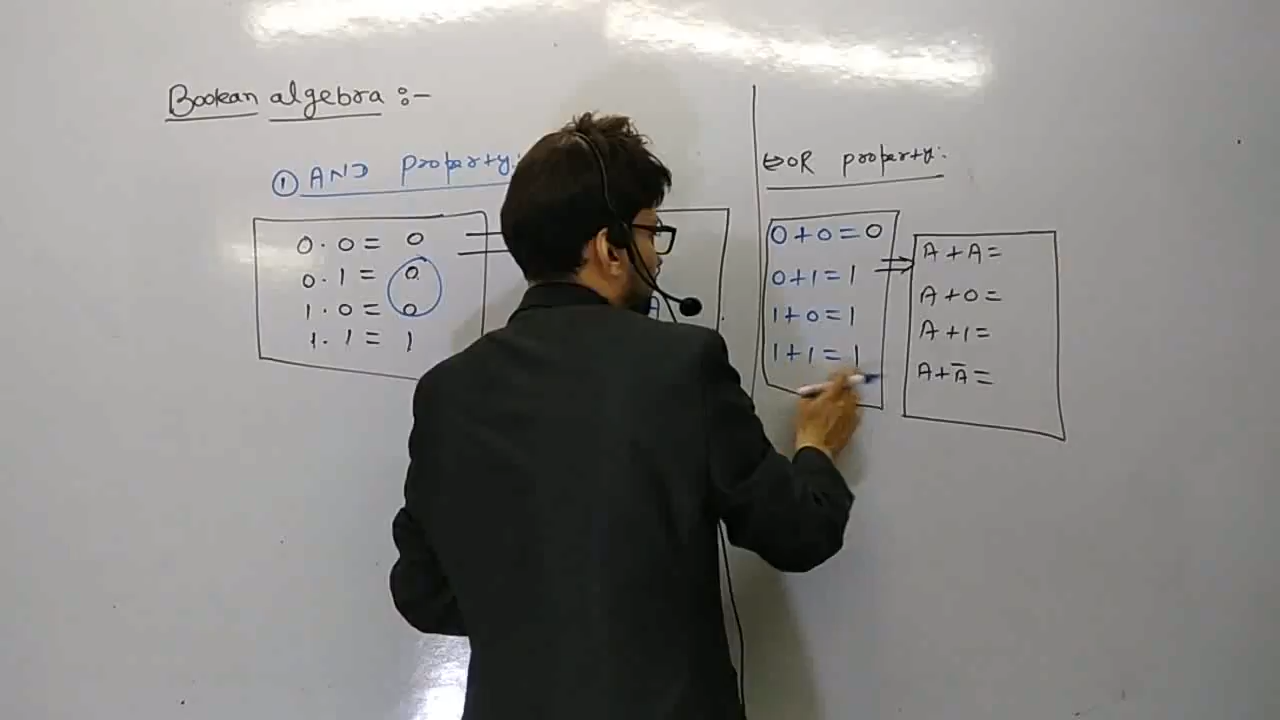 Boolean algebra :-
① AND property:
0 . 0 = 0
0 . 1 = 0
1 . 0 = 0
1 . 1 = 1
A
⇔OR property:
0 + 0 = 0
0 + 1 = 1
1 + 0 = 1
1 + 1 = 1
A + A =
A + 0 =
A + 1 =
A + A̅ =